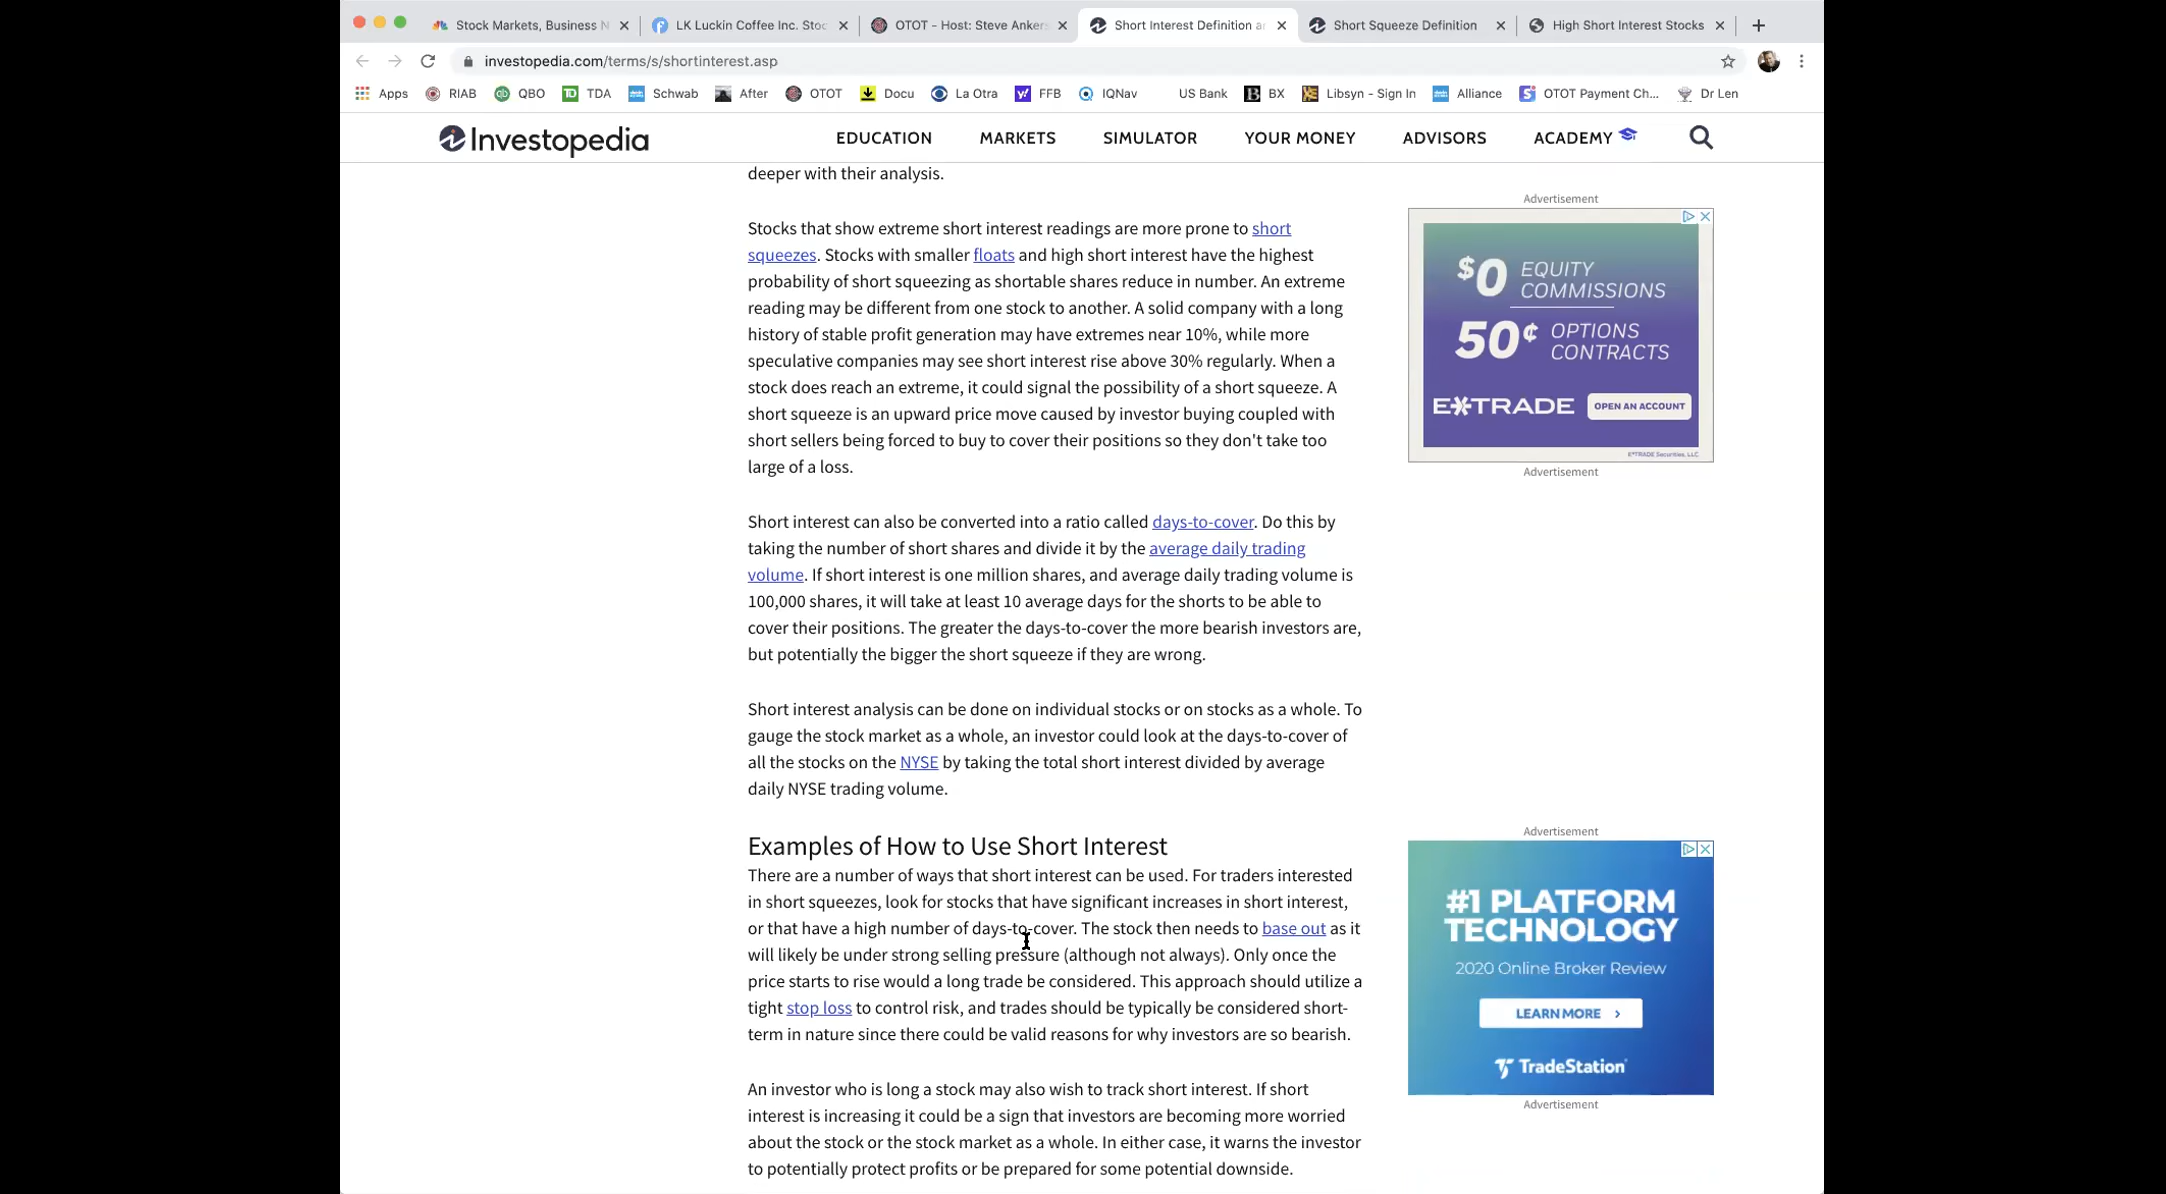 Stock Markets, Business N
LK Luckin Coffee Inc. Stoc
OTOT - Host: Steve Ankers
Short Interest Definition a
Short Squeeze Definition
High Short Interest Stocks
investopedia.com/terms/s/shortinterest.asp
Apps RIAB QBO TDA Schwab After OTOT Docu La Otra FFB IQNav US Bank BX Libsyn - Sign In Alliance OTOT Payment Ch... Dr Len
Investopedia
EDUCATION MARKETS SIMULATOR YOUR MONEY ADVISORS ACADEMY
deeper with their analysis.
Stocks that show extreme short interest readings are more prone to short
squeezes. Stocks with smaller floats and high short interest have the highest
probability of short squeezing as shortable shares reduce in number. An extreme
reading may be different from one stock to another. A solid company with a long
history of stable profit generation may have extremes near 10%, while more
speculative companies may see short interest rise above 30% regularly. When a
stock does reach an extreme, it could signal the possibility of a short squeeze. A
short squeeze is an upward price move caused by investor buying coupled with
short sellers being forced to buy to cover their positions so they don't take too
large of a loss.
Short interest can also be converted into a ratio called days-to-cover. Do this by
taking the number of short shares and divide it by the average daily trading
volume. If short interest is one million shares, and average daily trading volume is
100,000 shares, it will take at least 10 average days for the shorts to be able to
cover their positions. The greater the days-to-cover the more bearish investors are,
but potentially the bigger the short squeeze if they are wrong.
Short interest analysis can be done on individual stocks or on stocks as a whole. To
gauge the stock market as a whole, an investor could look at the days-to-cover of
all the stocks on the NYSE by taking the total short interest divided by average
daily NYSE trading volume.
Examples of How to Use Short Interest
There are a number of ways that short interest can be used. For traders interested
in short squeezes, look for stocks that have significant increases in short interest,
or that have a high number of days-to-cover. The stock then needs to base out as it
will likely be under strong selling pressure (although not always). Only once the
price starts to rise would a long trade be considered. This approach should utilize a
tight stop loss to control risk, and trades should be typically be considered short-
term in nature since there could be valid reasons for why investors are so bearish.
An investor who is long a stock may also wish to track short interest. If short
interest is increasing it could be a sign that investors are becoming more worried
about the stock or the stock market as a whole. In either case, it warns the investor
to potentially protect profits or be prepared for some potential downside.
Advertisement
$0 EQUITY
COMMISSIONS
50¢ OPTIONS
CONTRACTS
E*TRADE OPEN AN ACCOUNT
E*TRADE Securities, LLC
Advertisement
Advertisement
#1 PLATFORM
TECHNOLOGY
2020 Online Broker Review
LEARN MORE >
TradeStation
Advertisement